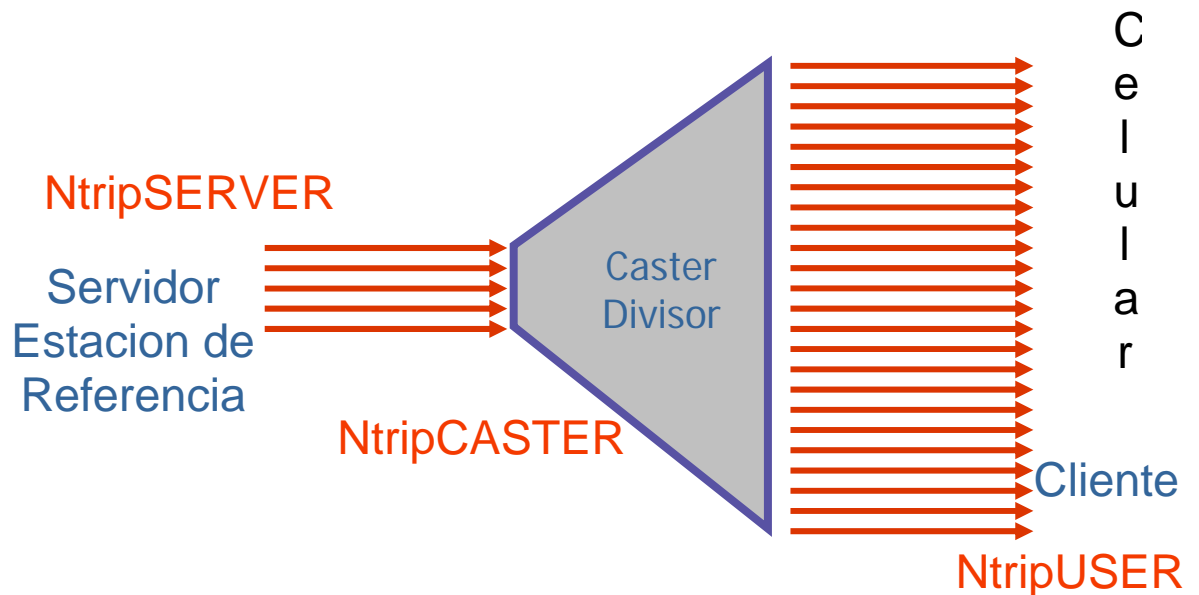 NtripSERVER
Servidor
Estacion de
Referencia
Caster
Divisor
NtripCASTER
C
e
l
u
l
a
r
Cliente
NtripUSER